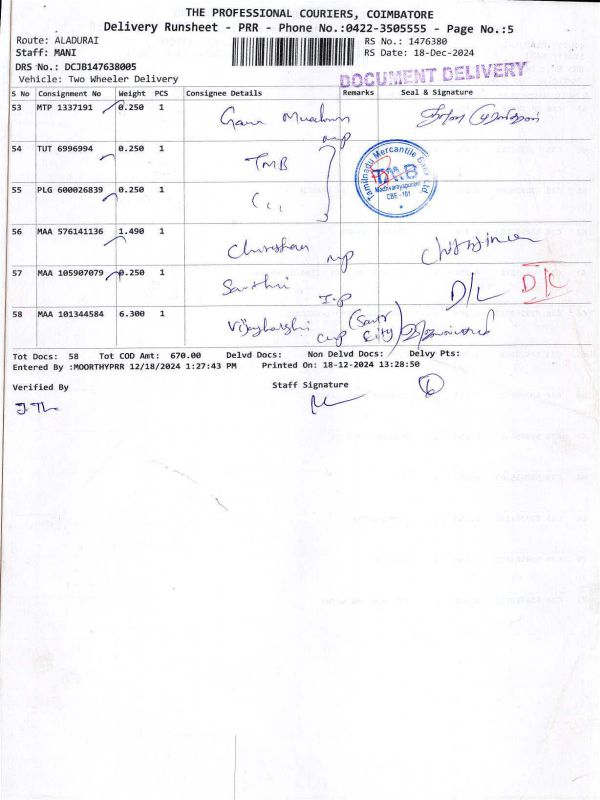 THE PROFESSIONAL COURIERS, COIMBATORE
Delivery Runsheet - PRR - Phone No.:0422-3505555 - Page No.:5
Route: ALADURAI RS No.: 1476380
Staff: MANI RS Date: 18-Dec-2024
DRS No.: DCJB147638005
Vehicle: Two Wheeler Delivery DOCUMENT DELIVERY
S No Consignment No Weight PCS Consignee Details Remarks Seal & Signature
53 MTP 1337191 0.250 1
54 TUT 6996994 0.250 1 TMB
Tamilnadu Mercantile Bank Ltd.
TMB
CBE - 101
55 PLG 600026839 0.250 1
56 MAA 576141136 1.490 1
57 MAA 105907079 0.250 1 Santhi D/L
58 MAA 101344584 6.300 1
Tot Docs: 58 Tot COD Amt: 670.00 Delvd Docs: Non Delvd Docs: Delvy Pts:
Entered By :MOORTHYPRR 12/18/2024 1:27:43 PM Printed On: 18-12-2024 13:28:50
Verified By Staff Signature